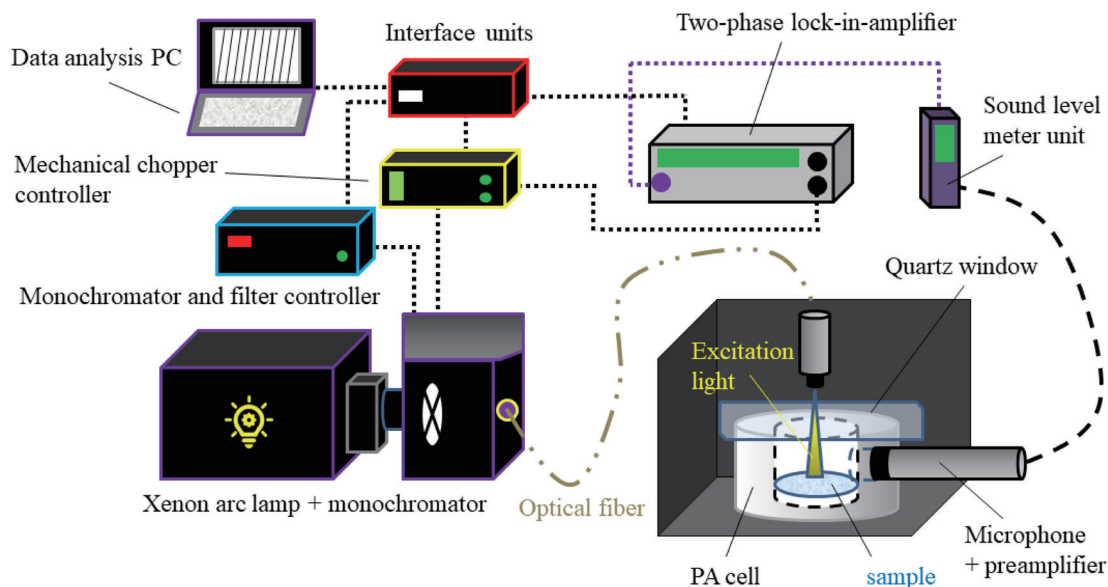 Two-phase lock-in-amplifier
Interface units
Data analysis PC
Sound level
meter unit
Mechanical chopper
controller
Quartz window
Monochromator and filter controller
Excitation
light
Xenon arc lamp + monochromator
Optical fiber
Microphone
+ preamplifier
PA cell
sample